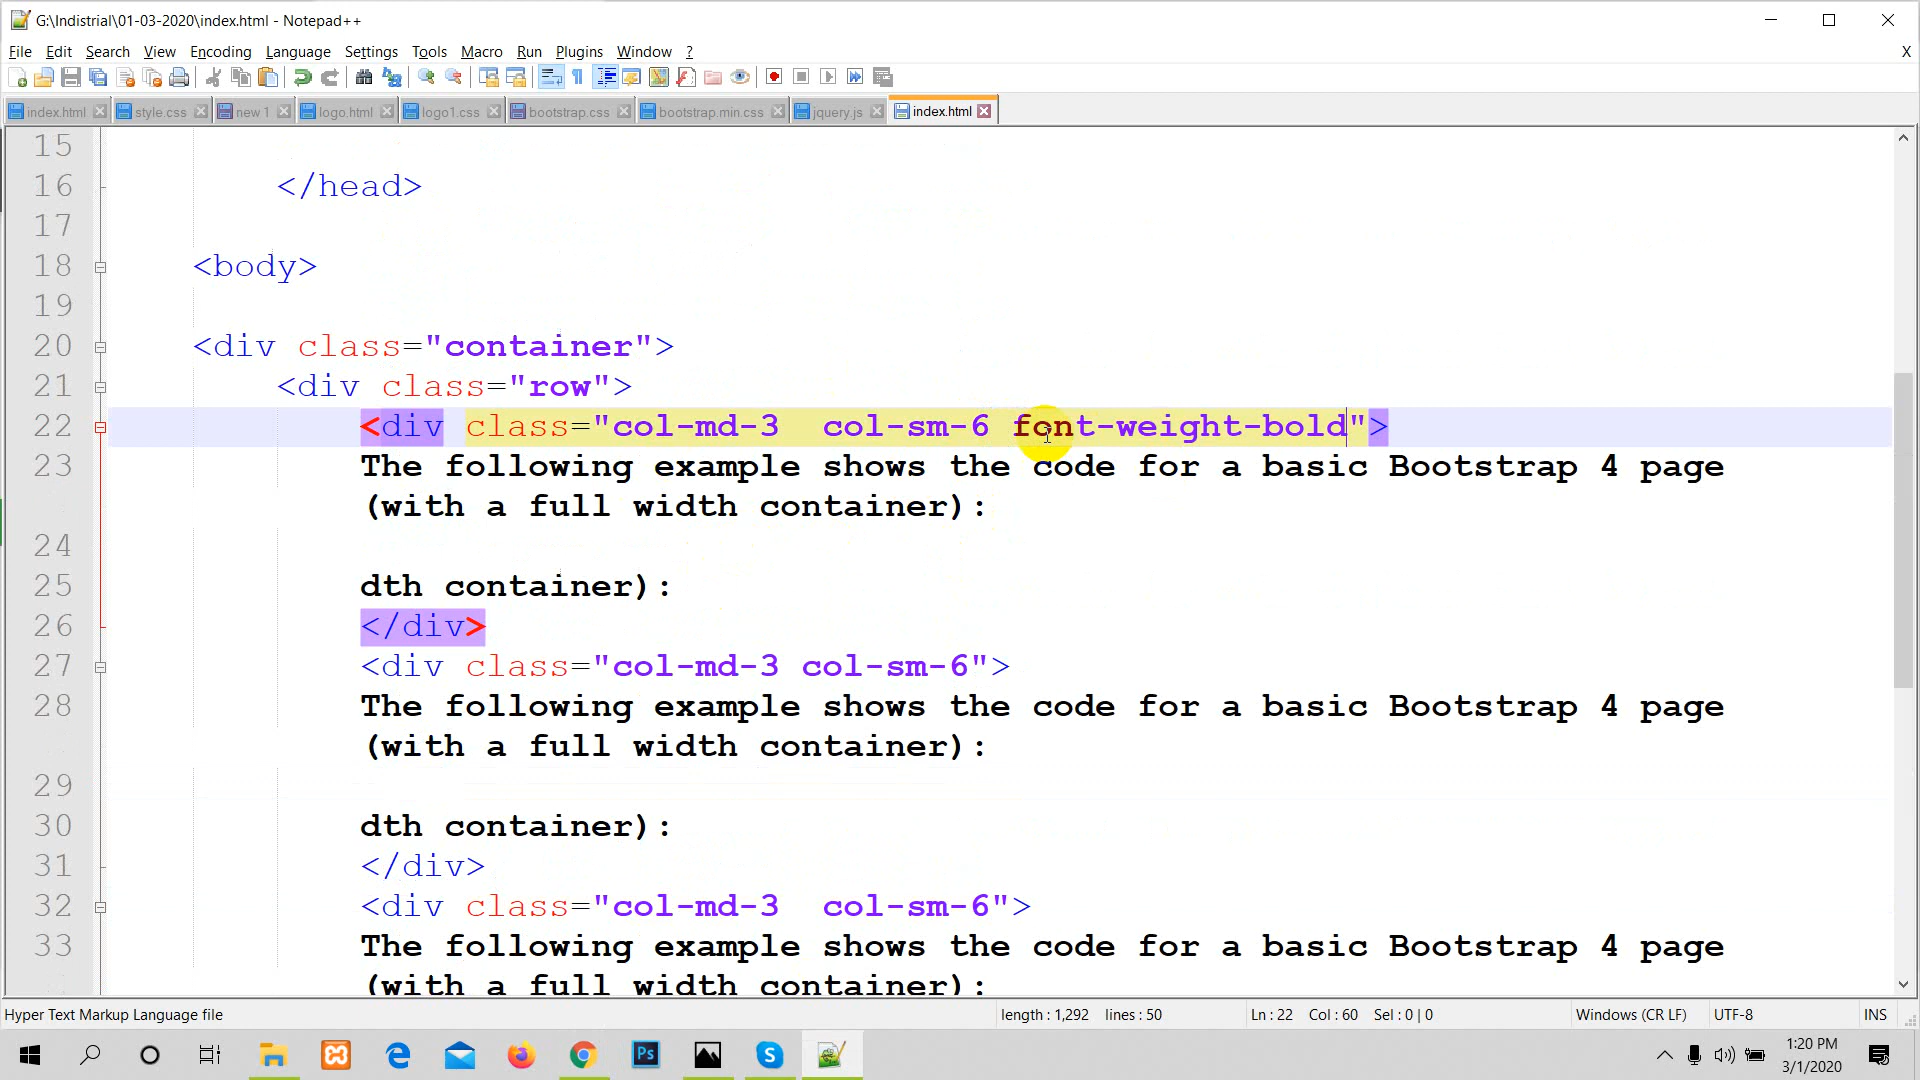 G:\Indistrial\01-03-2020\index.html - Notepad++
File Edit Search View Encoding Language Settings Tools Macro Run Plugins Window ? X
index.html style.css new 1 logo.html logo1.css bootstrap.css bootstrap.min.css jquery.js index.html
15
16 </head>
17
18 <body>
19
20 <div class="container">
21 <div class="row">
22 <div class="col-md-3  col-sm-6 font-weight-bold">
23 The following example shows the code for a basic Bootstrap 4 page
(with a full width container):
24
25 dth container):
26 </div>
27 <div class="col-md-3 col-sm-6">
28 The following example shows the code for a basic Bootstrap 4 page
(with a full width container):
29
30 dth container):
31 </div>
32 <div class="col-md-3  col-sm-6">
33 The following example shows the code for a basic Bootstrap 4 page
(with a full width container):
Hyper Text Markup Language file length : 1,292 lines : 50 Ln : 22 Col : 60 Sel : 0 | 0 Windows (CR LF) UTF-8 INS
Ps S 1:20 PM
3/1/2020